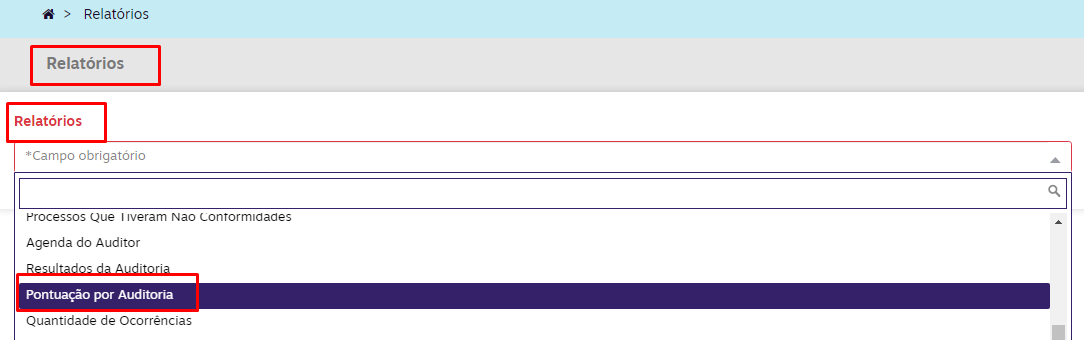 > Relatórios
Relatórios
Relatórios
*Campo obrigatório
Processos Que Tiveram Não Conformidades
Agenda do Auditor
Resultados da Auditoria
Pontuação por Auditoria
Quantidade de Ocorrências